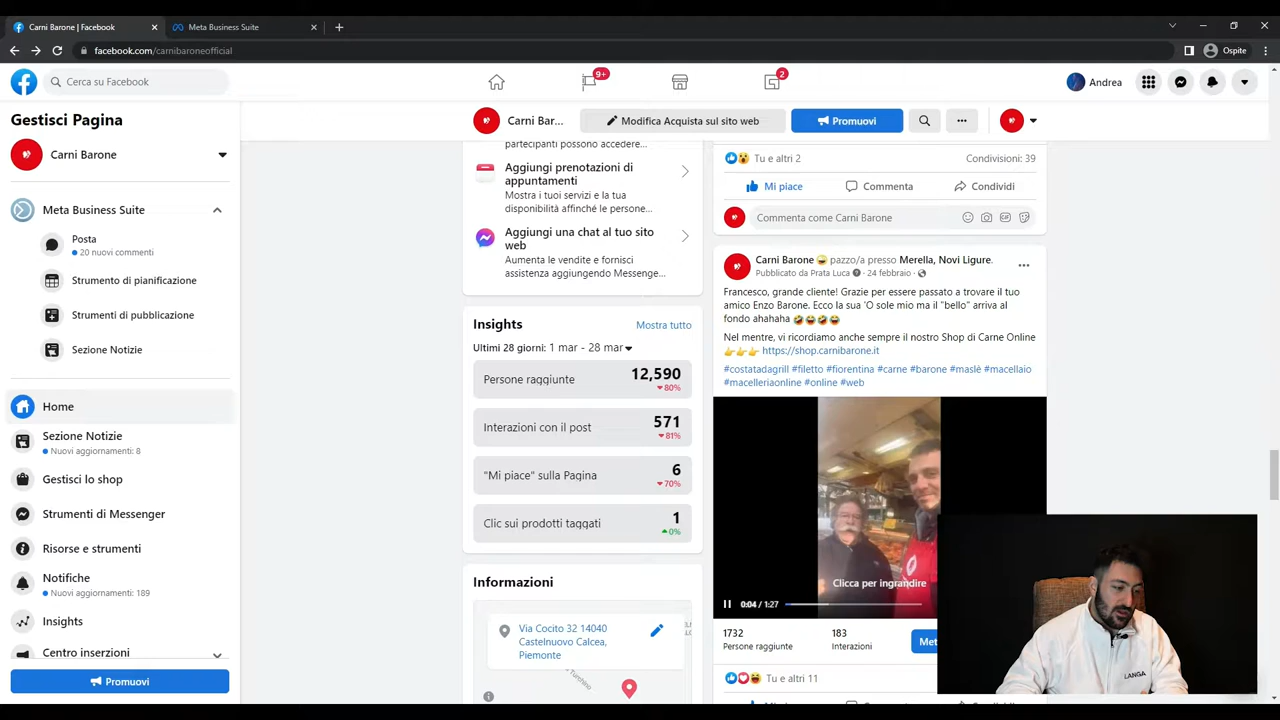 Carni Barone | Facebook
Meta Business Suite
facebook.com/carnibaroneofficial
Ospite
Cerca su Facebook
9+
2
Andrea
Gestisci Pagina
Carni Barone
Meta Business Suite
Posta
20 nuovi commenti
Strumento di pianificazione
Strumenti di pubblicazione
Sezione Notizie
Home
Sezione Notizie
Nuovi aggiornamenti: 8
Gestisci lo shop
Strumenti di Messenger
Risorse e strumenti
Notifiche
Nuovi aggiornamenti: 189
Insights
Centro inserzioni
Promuovi
Carni Bar...
Modifica Acquista sul sito web
Promuovi
partecipanti possono accedere...
Aggiungi prenotazioni di
appuntamenti
Mostra i tuoi servizi e la tua
disponibilità affinché le persone...
Aggiungi una chat al tuo sito
web
Aumenta le vendite e fornisci
assistenza aggiungendo Messenge...
Insights
Mostra tutto
Ultimi 28 giorni: 1 mar - 28 mar
Persone raggiunte
12,590
80%
Interazioni con il post
571
81%
"Mi piace" sulla Pagina
6
70%
Clic sui prodotti taggati
1
0%
Informazioni
Via Cocito 32 14040
Castelnuovo Calcea,
Piemonte
Tu e altri 2
Condivisioni: 39
Mi piace
Commenta
Condividi
Commenta come Carni Barone
GIF
Carni Barone 😄 pazzo/a presso Merella, Novi Ligure.
Pubblicato da Prata Luca · 24 febbraio ·
Francesco, grande cliente! Grazie per essere passato a trovare il tuo
amico Enzo Barone. Ecco la sua 'O sole mio ma il "bello" arriva al
fondo ahahaha 🤣😂🤣😂
Nel mentre, vi ricordiamo anche sempre il nostro Shop di Carne Online
👉👉👉 https://shop.carnibarone.it
#costatadagrill #filetto #fiorentina #carne #barone #maslé #macellaio
#macelleriaonline #online #web
Clicca per ingrandire
0:04 / 1:27
1732
Persone raggiunte
183
Interazioni
Met
Tu e altri 11
LANGA